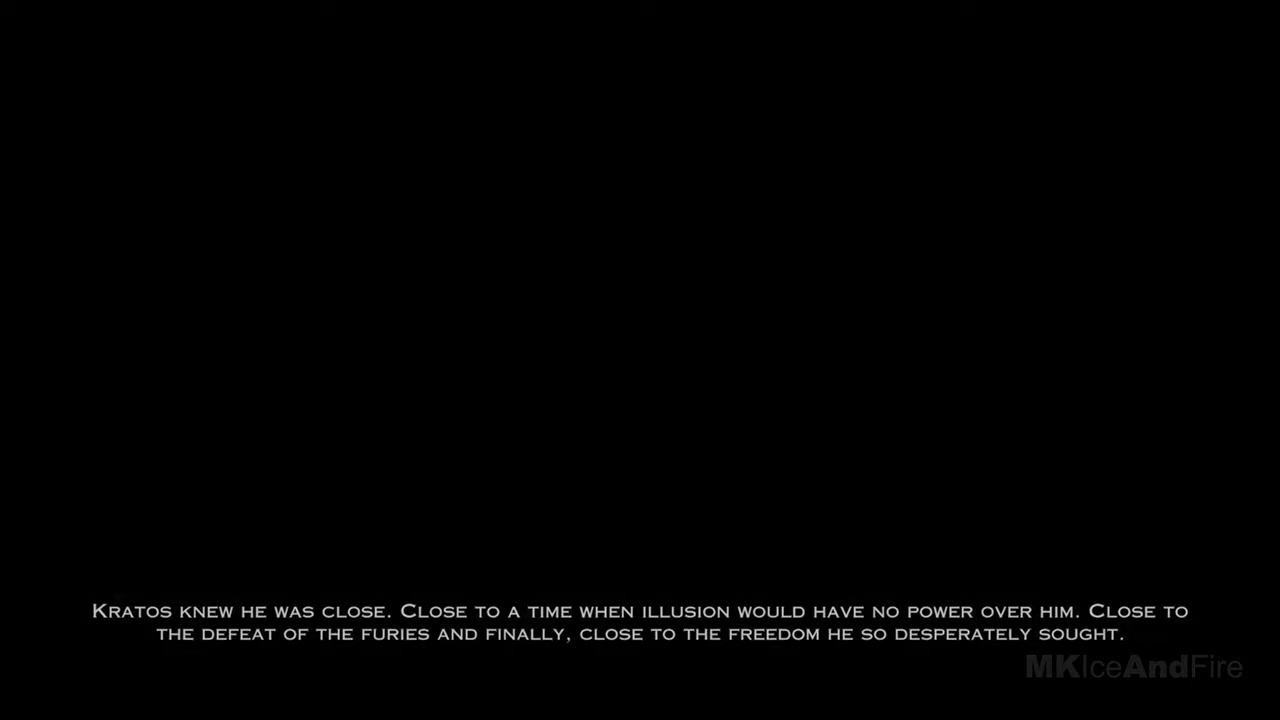 Kratos knew he was close. Close to a time when illusion would have no power over him. Close to
the defeat of the furies and finally, close to the freedom he so desperately sought.
MKIceAndFire